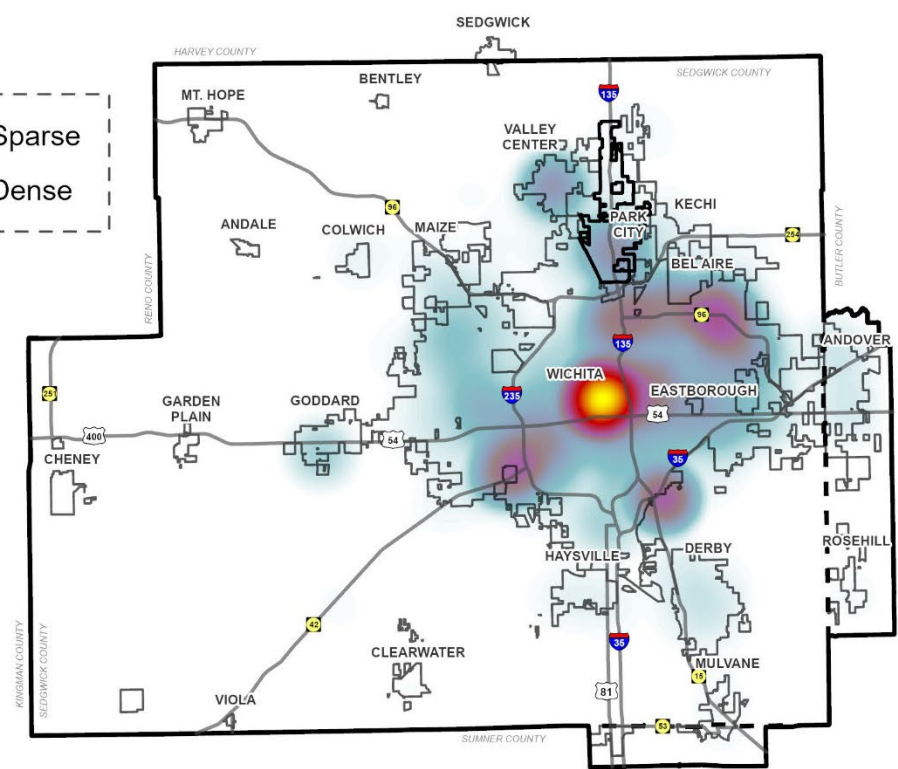 SEDGWICK
HARVEY COUNTY
SEDGWICK COUNTY
BENTLEY
MT. HOPE
135
Sparse
Dense
VALLEY
CENTER
96
KECHI
PARK
CITY
ANDALE
COLWICH
MAIZE
254
BEL AIRE
RENO COUNTY
BUTLER COUNTY
96
135
ANDOVER
WICHITA
EASTBOROUGH
251
235
54
GARDEN
PLAIN
GODDARD
400
54
CHENEY
35
HAYSVILLE
DERBY
ROSEHILL
42
35
CLEARWATER
MULVANE
KINGMAN COUNTY
SEDGWICK COUNTY
15
81
VIOLA
53
SUMNER COUNTY